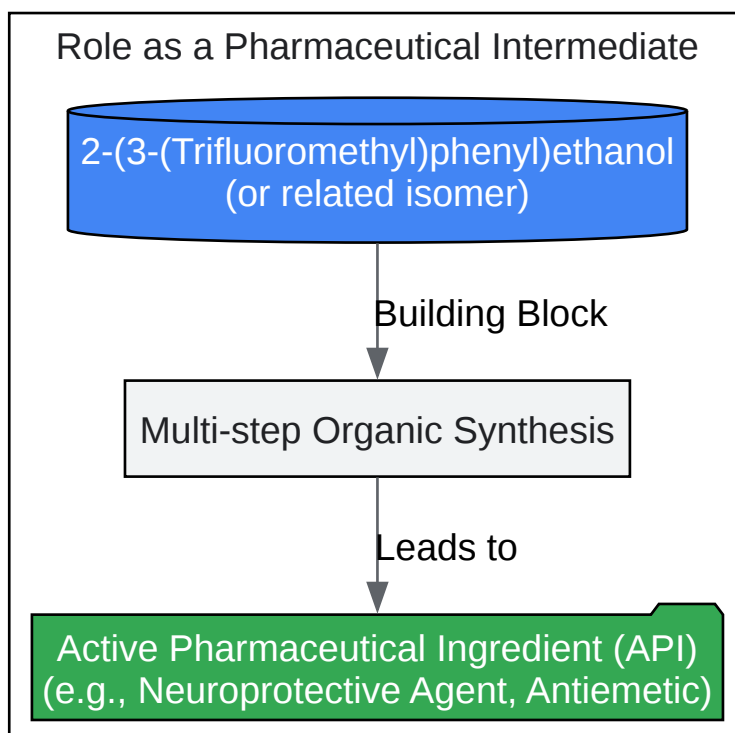 Role as a Pharmaceutical Intermediate
2-(3-(Trifluoromethyl)phenyl)ethanol
(or related isomer)
Building Block
Multi-step Organic Synthesis
Leads to
Active Pharmaceutical Ingredient (API)
(e.g., Neuroprotective Agent, Antiemetic)